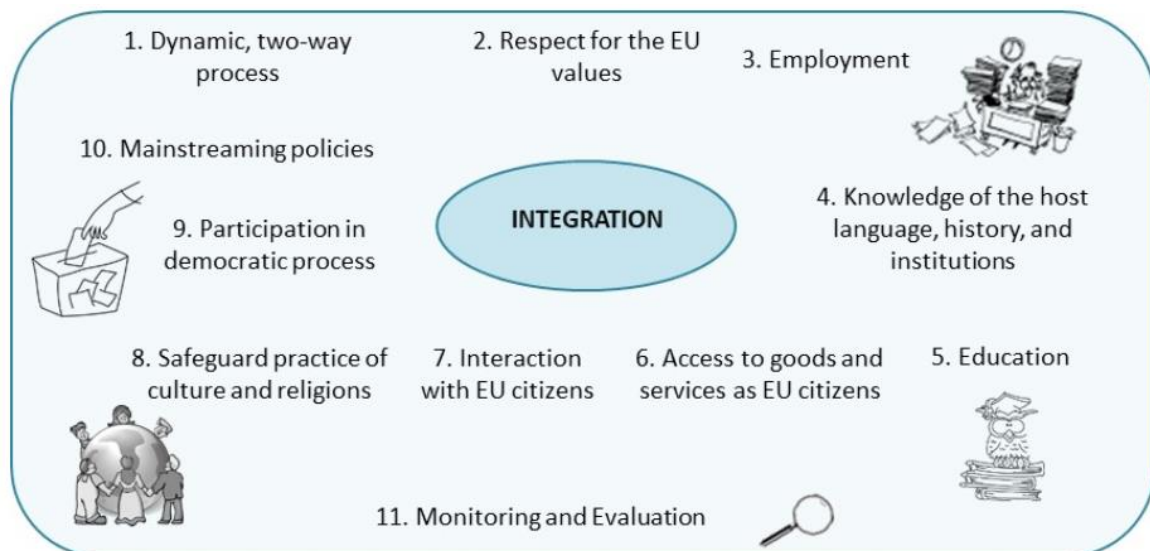 1. Dynamic, two-way
process
2. Respect for the EU
values
3. Employment
10. Mainstreaming policies
INTEGRATION
4. Knowledge of the host
language, history, and
institutions
9. Participation in
democratic process
8. Safeguard practice of
culture and religions
7. Interaction
with EU citizens
6. Access to goods and
services as EU citizens
5. Education
11. Monitoring and Evaluation